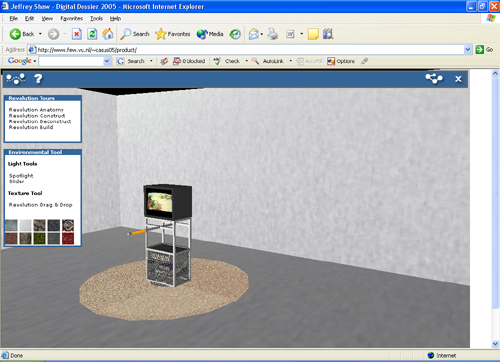 Jeffrey Shaw - Digital Dossier 2005 - Microsoft Internet Explorer
File Edit View Favorites Tools Help
Back Search Favorites Media
Address http://www.few.vu.nl/~casus05/product/ Go
Google Search 0 blocked Check AutoLink AutoFill Options
?
X
Revolution Tours
Revolution Anatomy
Revolution Construct
Revolution Deconstruct
Revolution Build
Environmental Tool
Light Tools
Spotlight
Slider
Texture Tool
Revolution Drag & Drop
Done Internet